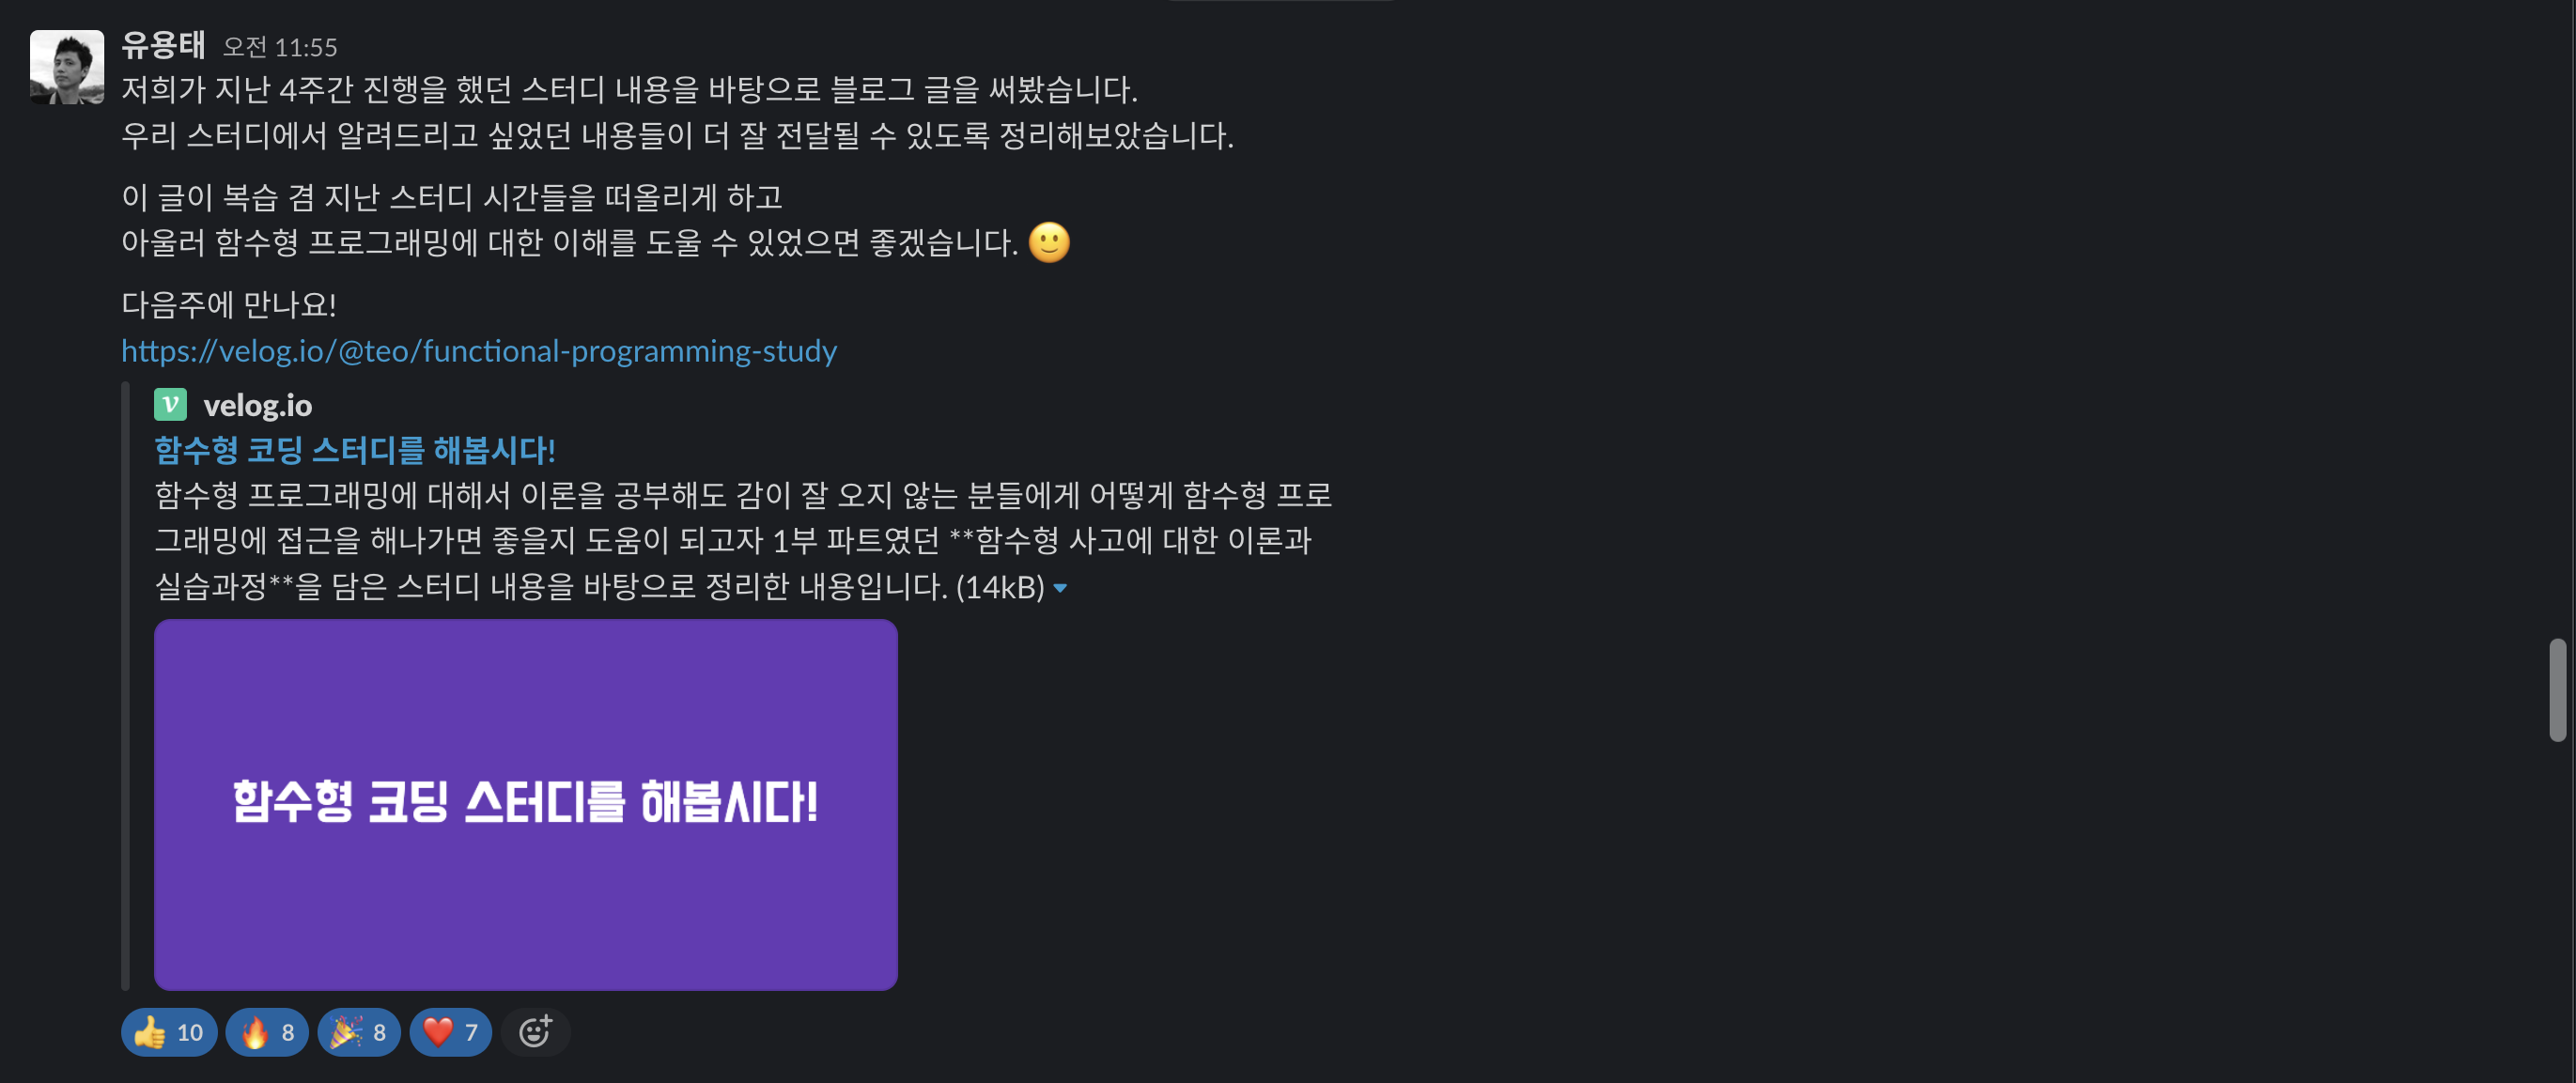 유용태 오전 11:55
저희가 지난 4주간 진행을 했던 스터디 내용을 바탕으로 블로그 글을 써봤습니다.
우리 스터디에서 알려드리고 싶었던 내용들이 더 잘 전달될 수 있도록 정리해보았습니다.
이 글이 복습 겸 지난 스터디 시간들을 떠올리게 하고
아울러 함수형 프로그래밍에 대한 이해를 도울 수 있었으면 좋겠습니다. 🙂
다음주에 만나요!
https://velog.io/@teo/functional-programming-study
v velog.io
함수형 코딩 스터디를 해봅시다!
함수형 프로그래밍에 대해서 이론을 공부해도 감이 잘 오지 않는 분들에게 어떻게 함수형 프로
그래밍에 접근을 해나가면 좋을지 도움이 되고자 1부 파트였던 **함수형 사고에 대한 이론과
실습과정**을 담은 스터디 내용을 바탕으로 정리한 내용입니다. (14kB)
함수형 코딩 스터디를 해봅시다!
👍 10 🔥 8 🎉 8 ❤️ 7